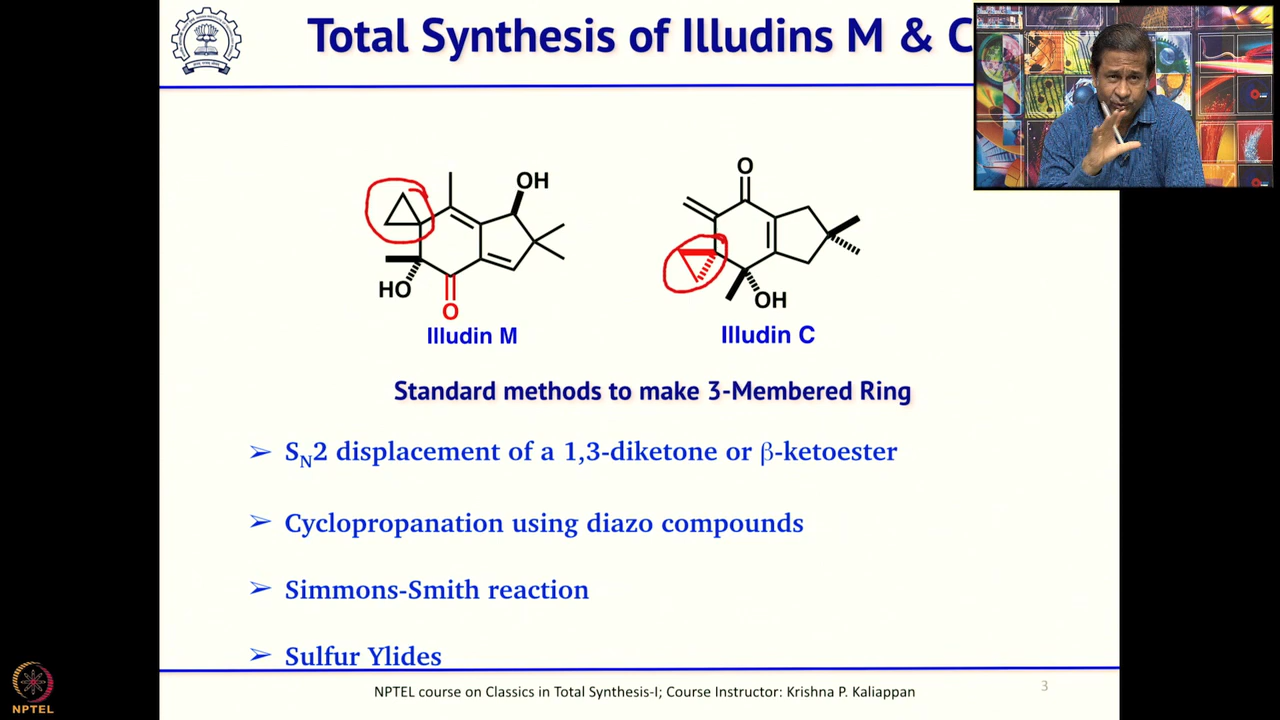 Total Synthesis of Illudins M & C
OH
HO
O
Illudin M
O
OH
Illudin C
Standard methods to make 3-Membered Ring
➢ SN2 displacement of a 1,3-diketone or β-ketoester
➢ Cyclopropanation using diazo compounds
➢ Simmons-Smith reaction
➢ Sulfur Ylides
NPTEL course on Classics in Total Synthesis-I; Course Instructor: Krishna P. Kaliappan
3
NPTEL